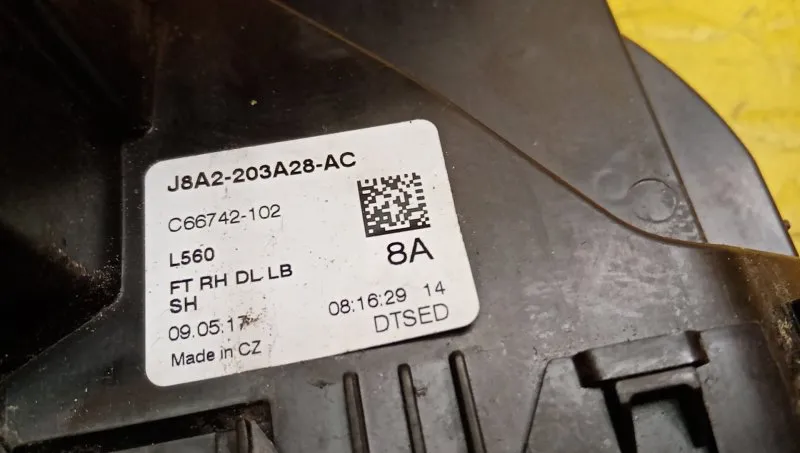 J8A2-203A28-AC
C66742-102
L560
8A
FT RH DL LB
SH
09.05.17
08:16:29 14
DTSED
Made in CZ